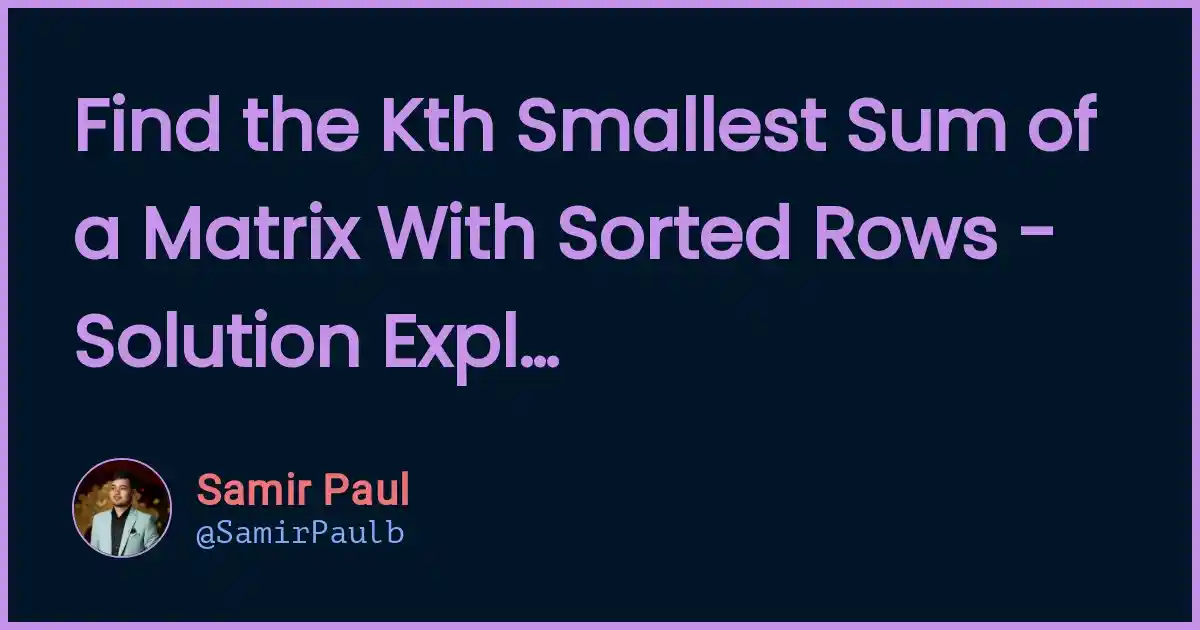 Find the Kth Smallest Sum of
a Matrix With Sorted Rows -
Solution Expl...
Samir Paul
@SamirPaulb